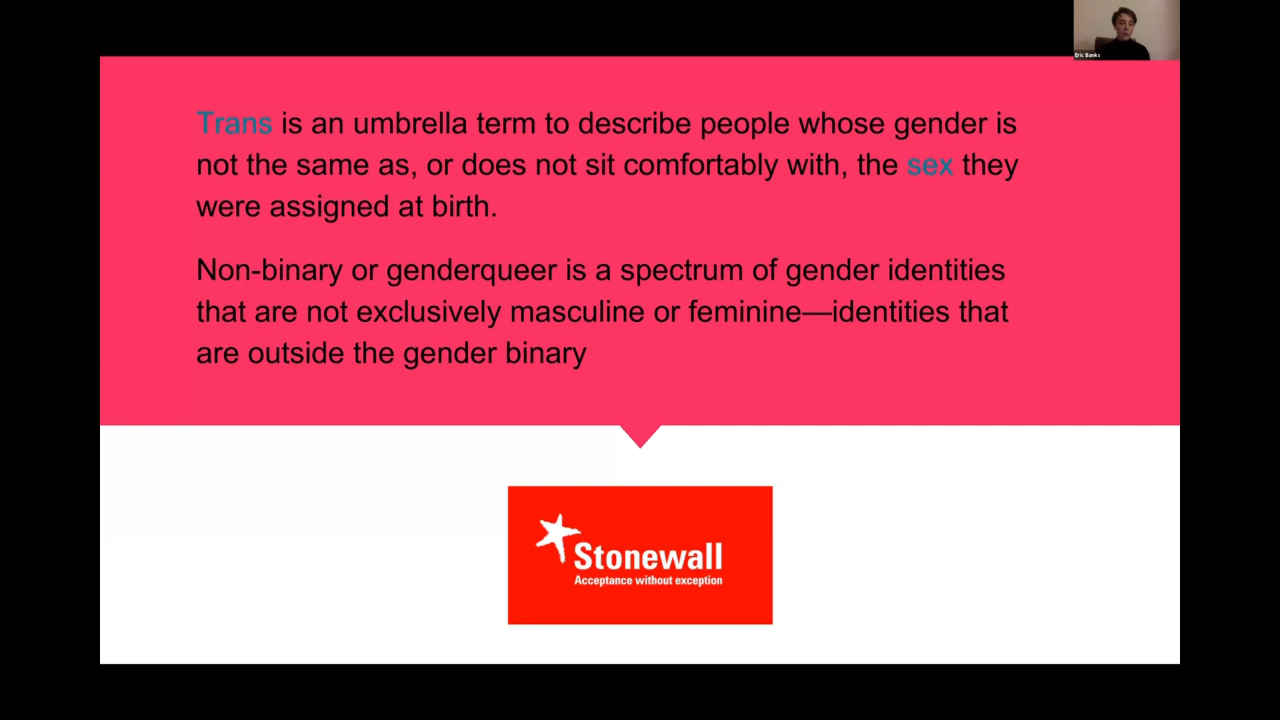 Eric Banks
Trans is an umbrella term to describe people whose gender is
not the same as, or does not sit comfortably with, the sex they
were assigned at birth.
Non-binary or genderqueer is a spectrum of gender identities
that are not exclusively masculine or feminine—identities that
are outside the gender binary
Stonewall
Acceptance without exception